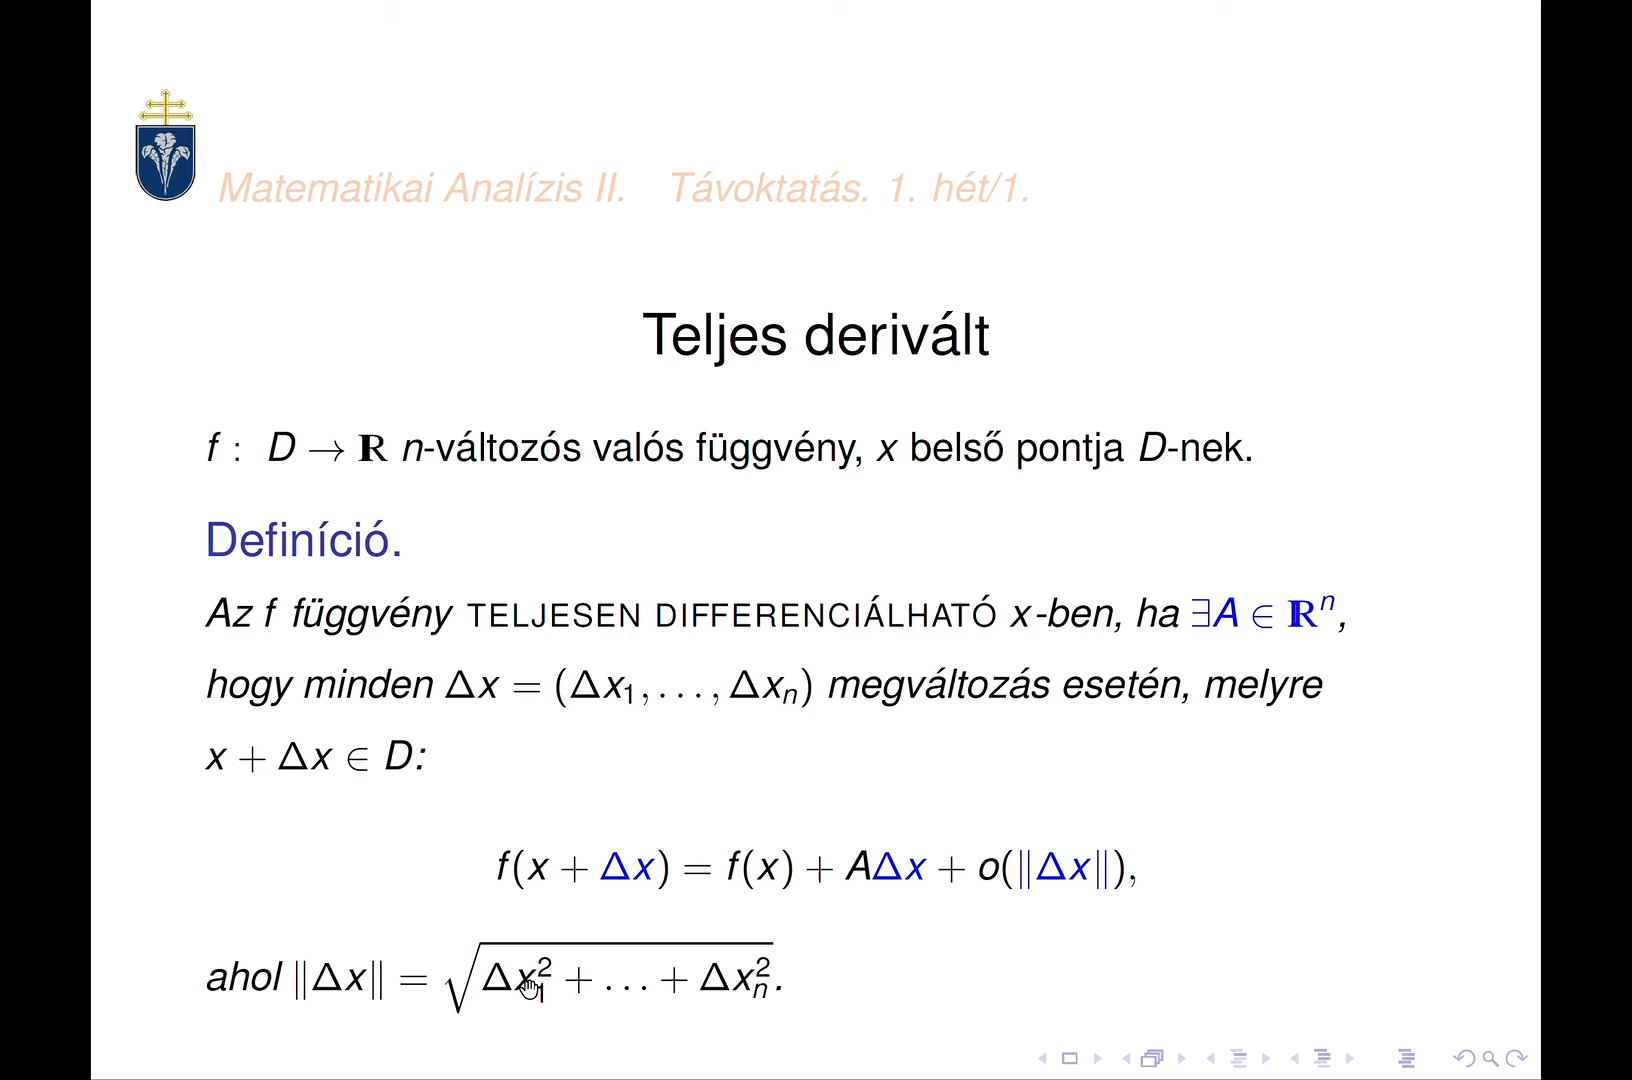 Matematikai Analízis II. Távoktatás. 1. hét/1.
Teljes derivált
f : D → ℝ n-változós valós függvény, x belső pontja D-nek.
Definíció.
Az f függvény TELJESEN DIFFERENCIÁLHATÓ x-ben, ha ∃A ∈ ℝⁿ,
hogy minden Δx = (Δx₁, . . . , Δxₙ) megváltozás esetén, melyre
x + Δx ∈ D:
f(x + Δx) = f(x) + AΔx + o(‖Δx‖),
ahol ‖Δx‖ = √(Δx₁² + . . . + Δxₙ²).